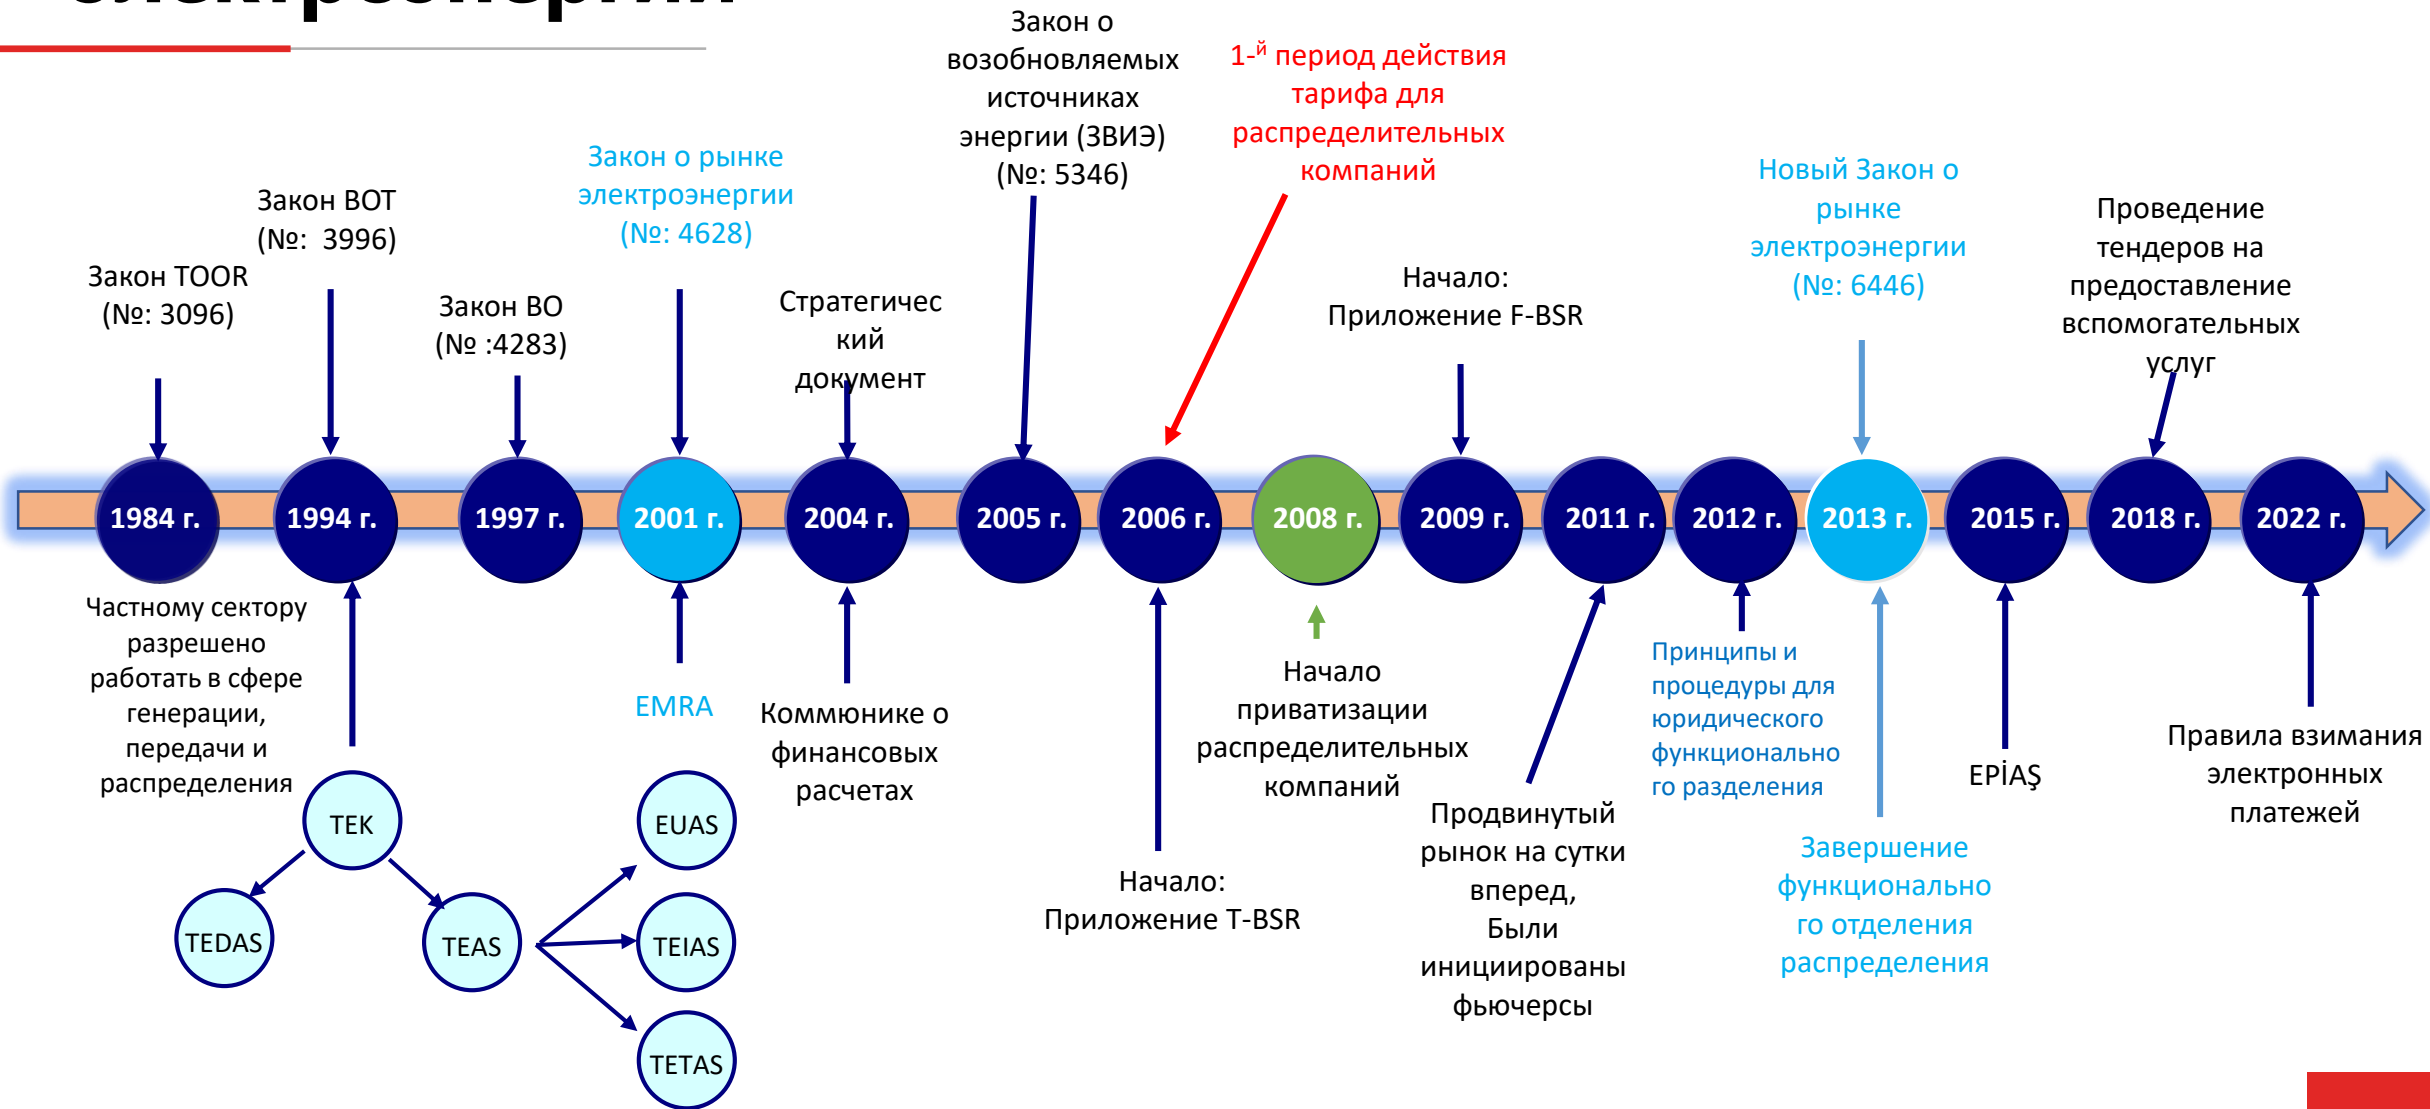 электроэнергии
Закон о
возобновляемых
источниках
энергии (ЗВИЭ)
(№: 5346)
1-й период действия
тарифа для
распределительных
компаний
Закон о рынке
электроэнергии
(№: 4628)
Новый Закон о
рынке
электроэнергии
(№: 6446)
Закон BOT
(№:  3996)
Проведение
тендеров на
предоставление
вспомогательных
услуг
Закон TOOR
(№: 3096)
Закон BO
(№ :4283)
Стратегичес
кий
документ
Начало:
Приложение F-BSR
1984 г.
1994 г.
1997 г.
2001 г.
2004 г.
2005 г.
2006 г.
2008 г.
2009 г.
2011 г.
2012 г.
2013 г.
2015 г.
2018 г.
2022 г.
Частному сектору
разрешено
работать в сфере
генерации,
передачи и
распределения
EMRA
Коммюнике о
финансовых
расчетах
Начало:
Приложение T-BSR
Начало
приватизации
распределительных
компаний
Продвинутый
рынок на сутки
вперед,
Были
инициированы
фьючерсы
Принципы и
процедуры для
юридического
функционально
го разделения
Завершение
функционально
го отделения
распределения
EPİAŞ
Правила взимания
электронных
платежей
TEK
TEDAS
TEAS
EUAS
TEIAS
TETAS